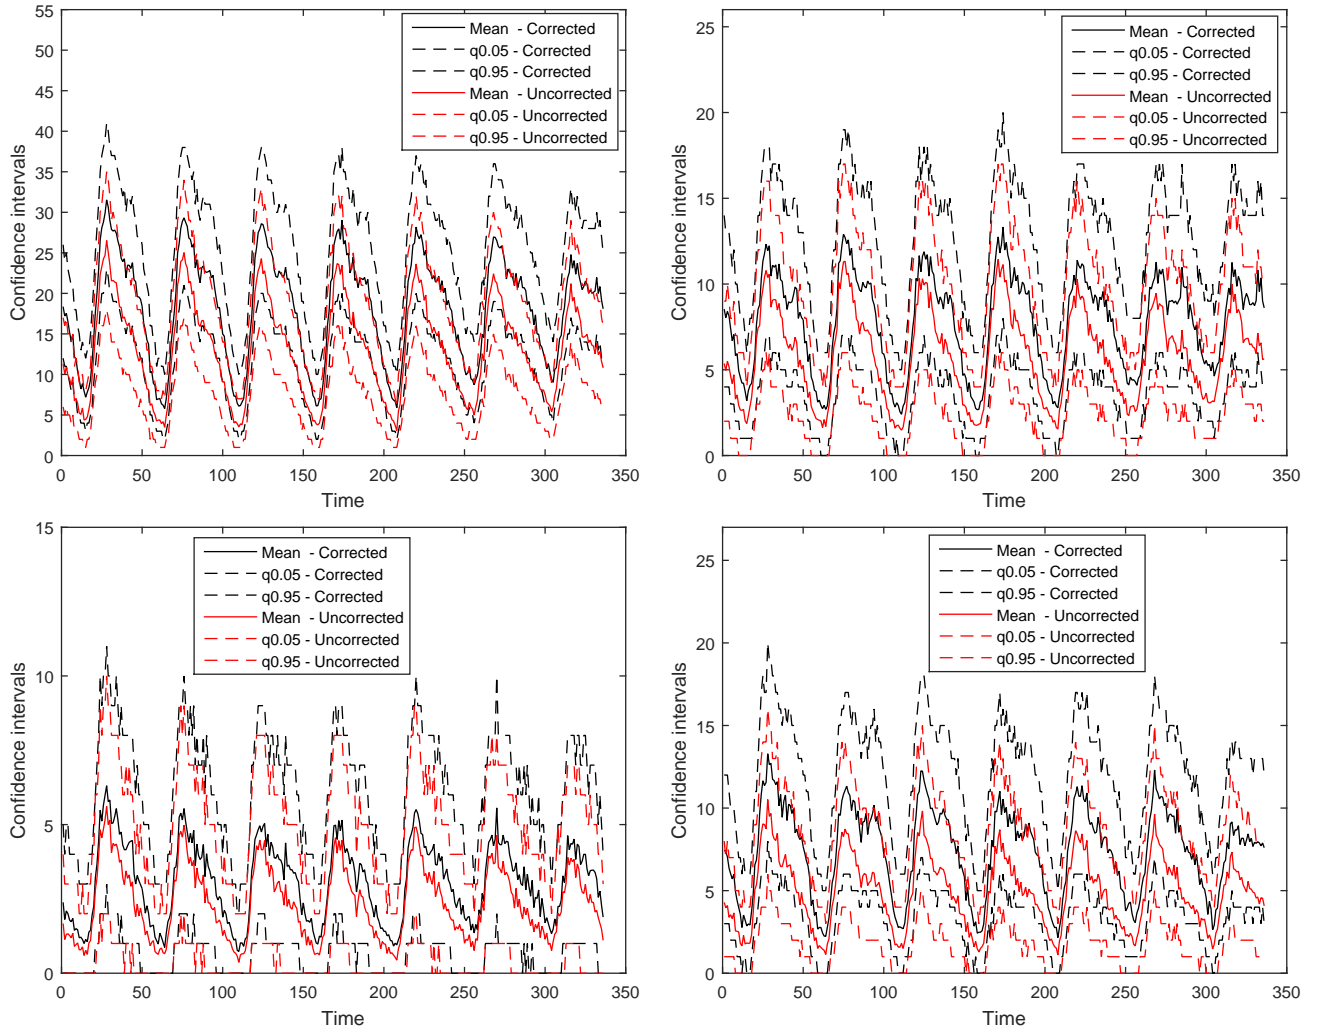 55
50
45
40
35
30
25
20
15
10
5
0
Confidence intervals
0 50 100 150 200 250 300 350
Time
Mean - Corrected
q0.05 - Corrected
q0.95 - Corrected
Mean - Uncorrected
q0.05 - Uncorrected
q0.95 - Uncorrected
25
20
15
10
5
0
Confidence intervals
0 50 100 150 200 250 300 350
Time
Mean - Corrected
q0.05 - Corrected
q0.95 - Corrected
Mean - Uncorrected
q0.05 - Uncorrected
q0.95 - Uncorrected
15
10
5
0
Confidence intervals
0 50 100 150 200 250 300 350
Time
Mean - Corrected
q0.05 - Corrected
q0.95 - Corrected
Mean - Uncorrected
q0.05 - Uncorrected
q0.95 - Uncorrected
25
20
15
10
5
0
Confidence intervals
0 50 100 150 200 250 300 350
Time
Mean - Corrected
q0.05 - Corrected
q0.95 - Corrected
Mean - Uncorrected
q0.05 - Uncorrected
q0.95 - Uncorrected